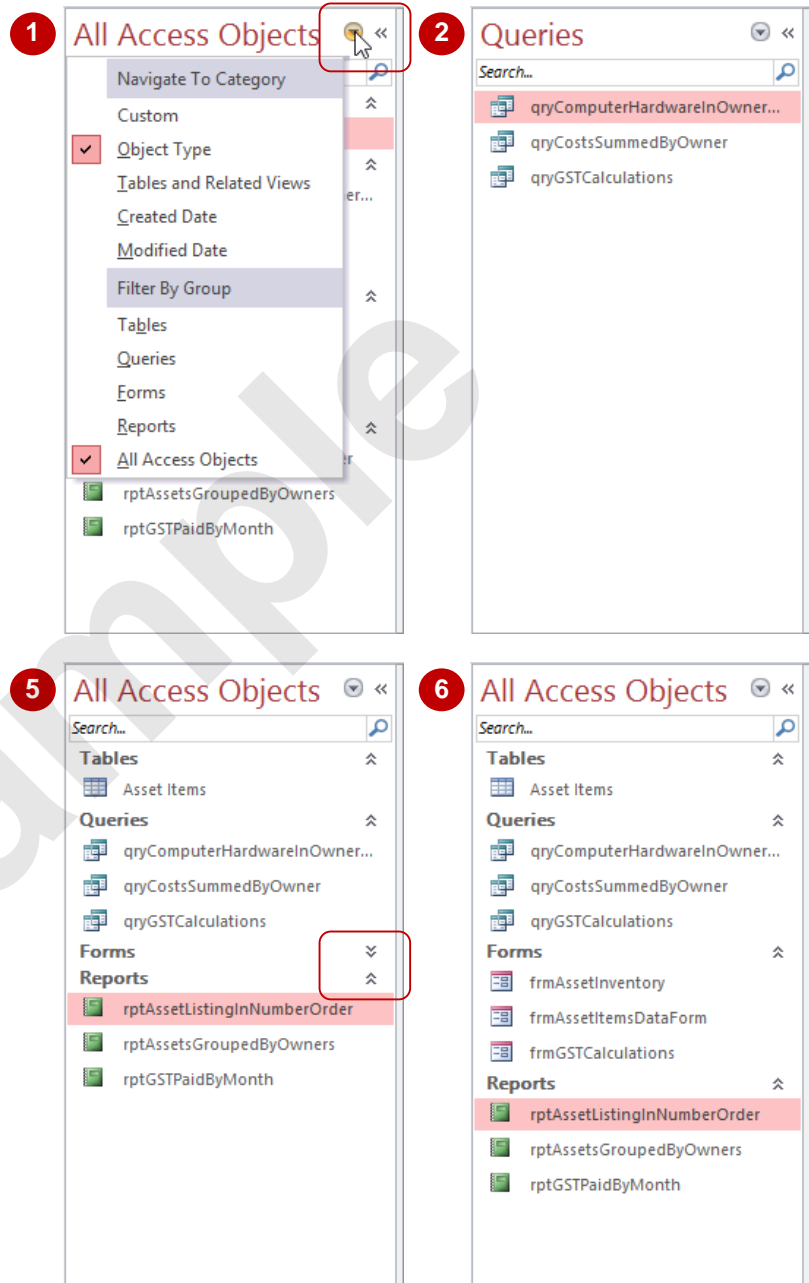 1
All Access Objects
Navigate To Category
Custom
Object Type
Tables and Related Views
Created Date
Modified Date
Filter By Group
Tables
Queries
Forms
Reports
All Access Objects
er...
er
rptAssetsGroupedByOwners
rptGSTPaidByMonth
2
Queries
Search...
qryComputerHardwareInOwner...
qryCostsSummedByOwner
qryGSTCalculations
5
All Access Objects
Search...
Tables
Asset Items
Queries
qryComputerHardwareInOwner...
qryCostsSummedByOwner
qryGSTCalculations
Forms
Reports
rptAssetListingInNumberOrder
rptAssetsGroupedByOwners
rptGSTPaidByMonth
6
All Access Objects
Search...
Tables
Asset Items
Queries
qryComputerHardwareInOwner...
qryCostsSummedByOwner
qryGSTCalculations
Forms
frmAssetInventory
frmAssetItemsDataForm
frmGSTCalculations
Reports
rptAssetListingInNumberOrder
rptAssetsGroupedByOwners
rptGSTPaidByMonth
ample